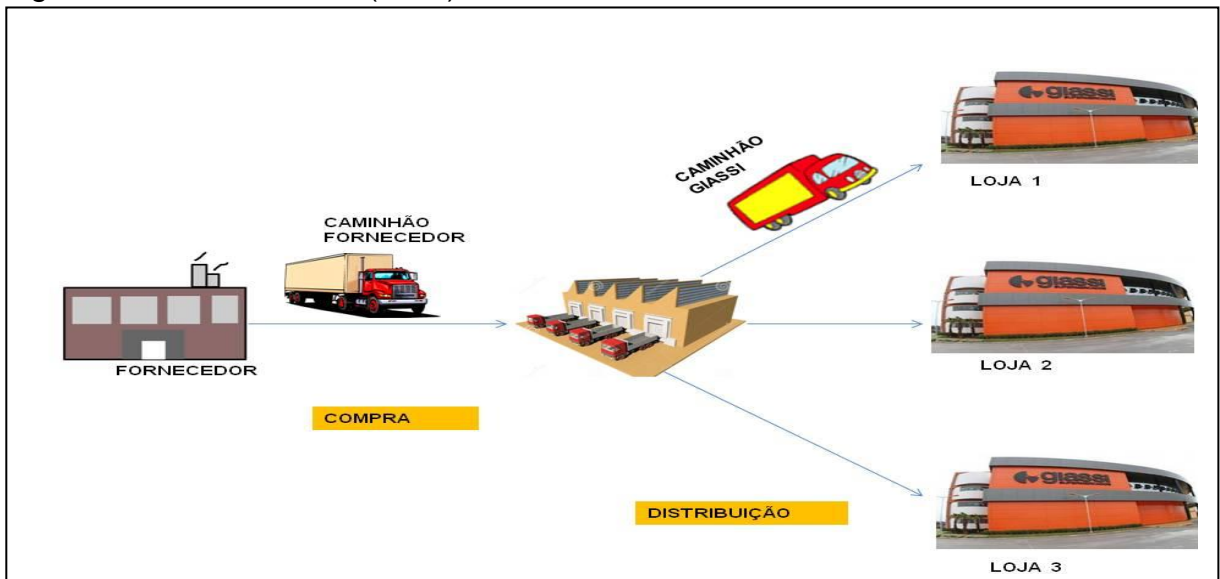 CAMINHÃO
GIASSI
giassi
LOJA 1
CAMINHÃO
FORNECEDOR
giassi
FORNECEDOR
LOJA 2
COMPRA
giassi
DISTRIBUIÇÃO
LOJA 3